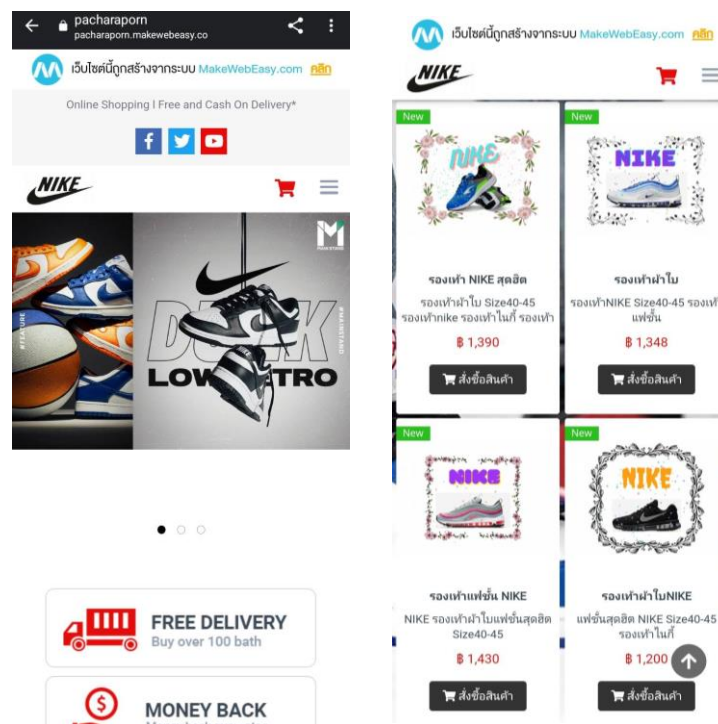 pacharaporn
pacharaporn.makewebeasy.co
เว็บไซต์นี้ถูกสร้างจากระบบ MakeWebEasy.com คลิก
Online Shopping l Free and Cash On Delivery*
NIKE
#FEATURE
LOW RETRO
#MAINSTAND
FREE DELIVERY
Buy over 100 bath
MONEY BACK
เว็บไซต์นี้ถูกสร้างจากระบบ MakeWebEasy.com คลิก
NIKE
New
NIKE
รองเท้า NIKE สุดฮิต
รองเท้าผ้าใบ Size40-45
รองเท้าnike รองเท้าไนกี้ รองเท้า
฿ 1,390
สั่งซื้อสินค้า
New
NIKE
รองเท้าผ้าใบ
รองเท้าNIKE Size40-45
แฟชั่น
฿ 1,348
สั่งซื้อสินค้า
New
NIKE
รองเท้าแฟชั่น NIKE
NIKE รองเท้าผ้าใบแฟชั่นสุดฮิต
Size40-45
฿ 1,430
สั่งซื้อสินค้า
New
NIKE
รองเท้าผ้าใบNIKE
แฟชั่นสุดฮิต NIKE Size40-45
รองเท้าไนกี้
฿ 1,200
สั่งซื้อสินค้า